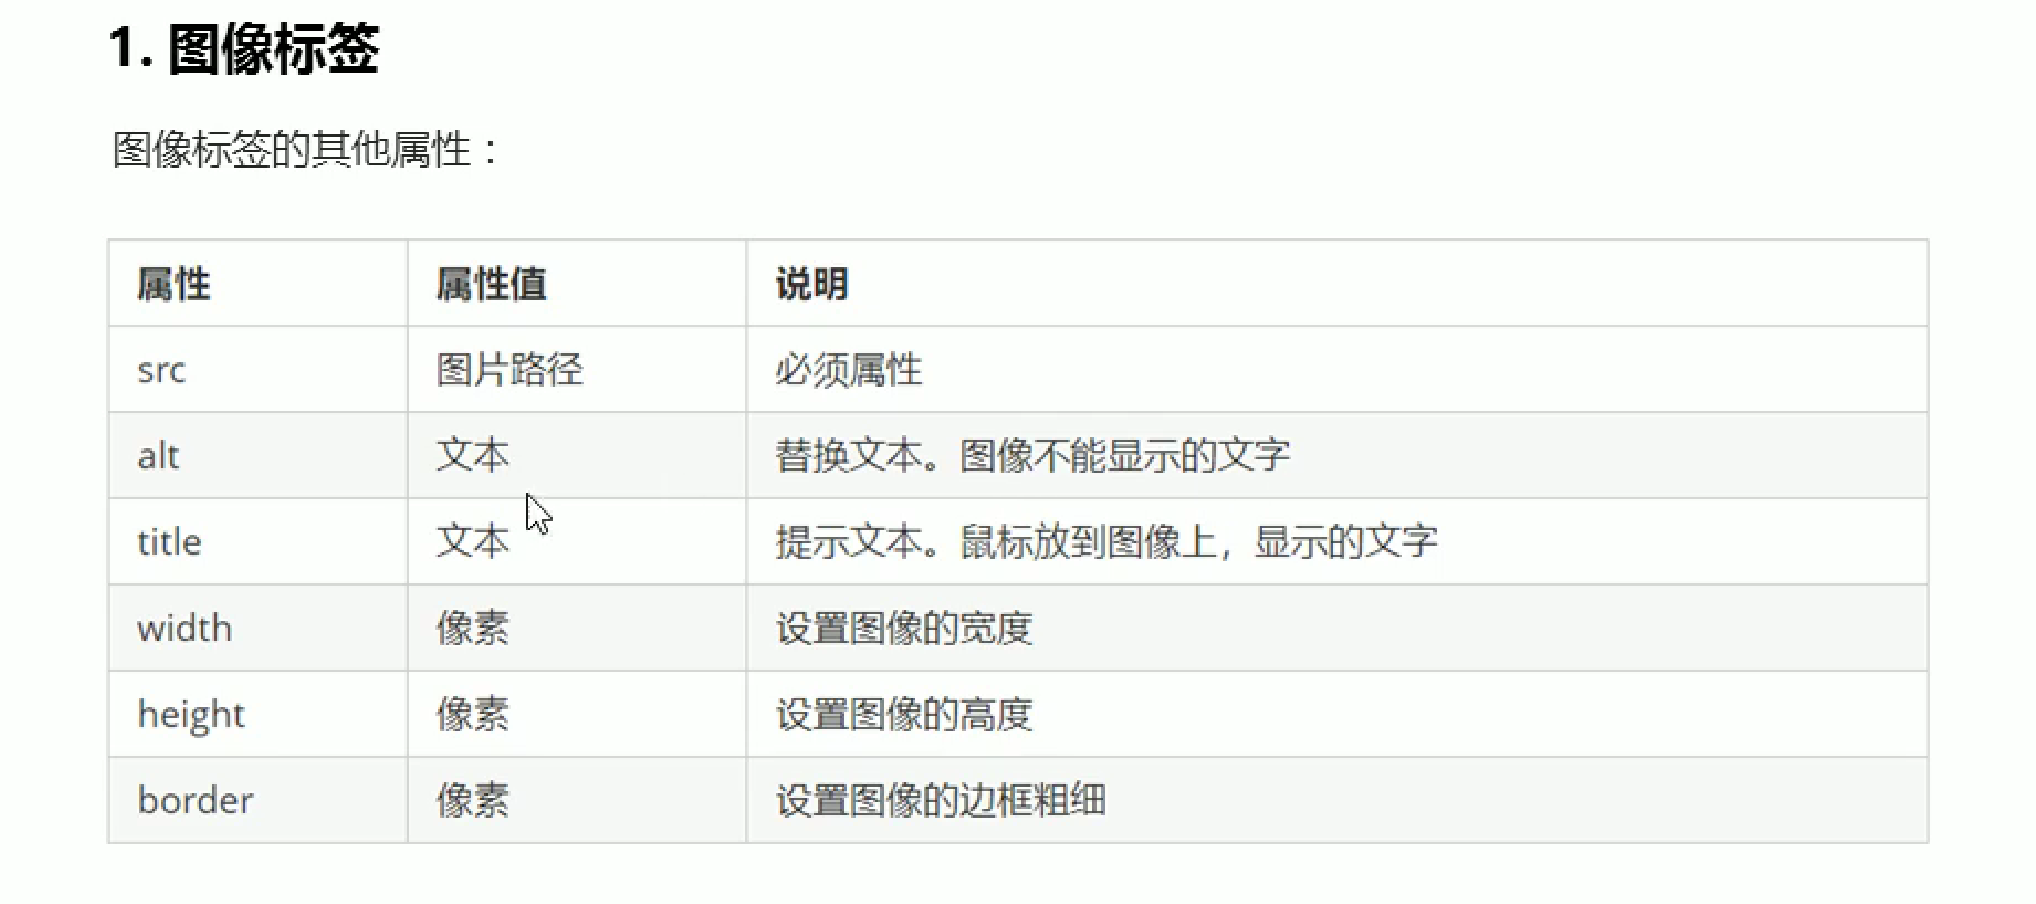 1. 图像标签
图像标签的其他属性：
属性 属性值 说明
src 图片路径 必须属性
alt 文本 替换文本。图像不能显示的文字
title 文本 提示文本。鼠标放到图像上，显示的文字
width 像素 设置图像的宽度
height 像素 设置图像的高度
border 像素 设置图像的边框粗细